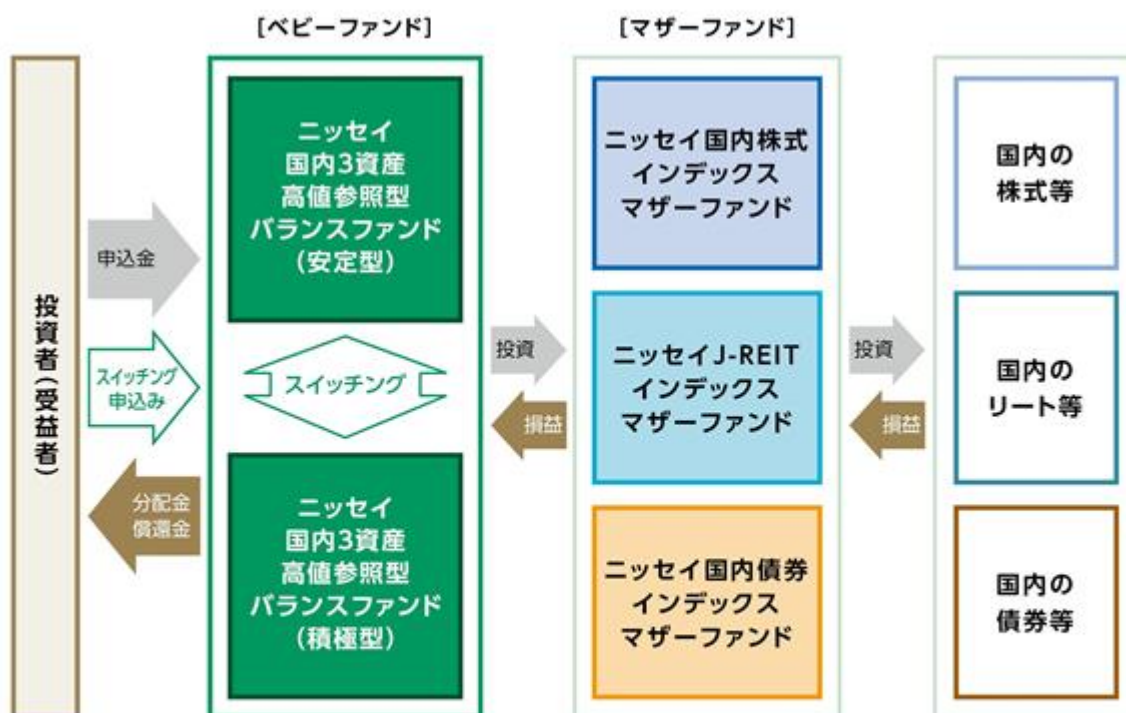 [ベビーファンド]
[マザーファンド]
投資者(受益者)
申込金
スイッチング
申込み
分配金
償還金
ニッセイ
国内3資産
高値参照型
バランスファンド
(安定型)
スイッチング
ニッセイ
国内3資産
高値参照型
バランスファンド
(積極型)
投資
損益
ニッセイ国内株式
インデックス
マザーファンド
ニッセイJ-REIT
インデックス
マザーファンド
ニッセイ国内債券
インデックス
マザーファンド
投資
損益
国内の
株式等
国内の
リート等
国内の
債券等